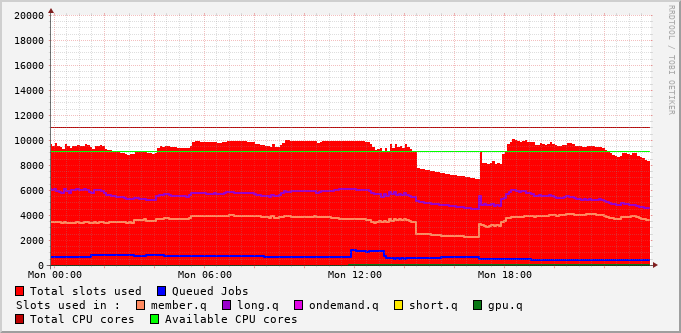 20000
18000
16000
14000
12000
10000
8000
6000
4000
2000
0
Mon 00:00 Mon 06:00 Mon 12:00 Mon 18:00
RRDTOOL / TOBI OETIKER
Total slots used Queued Jobs
Slots used in : member.q long.q ondemand.q short.q gpu.q
Total CPU cores Available CPU cores